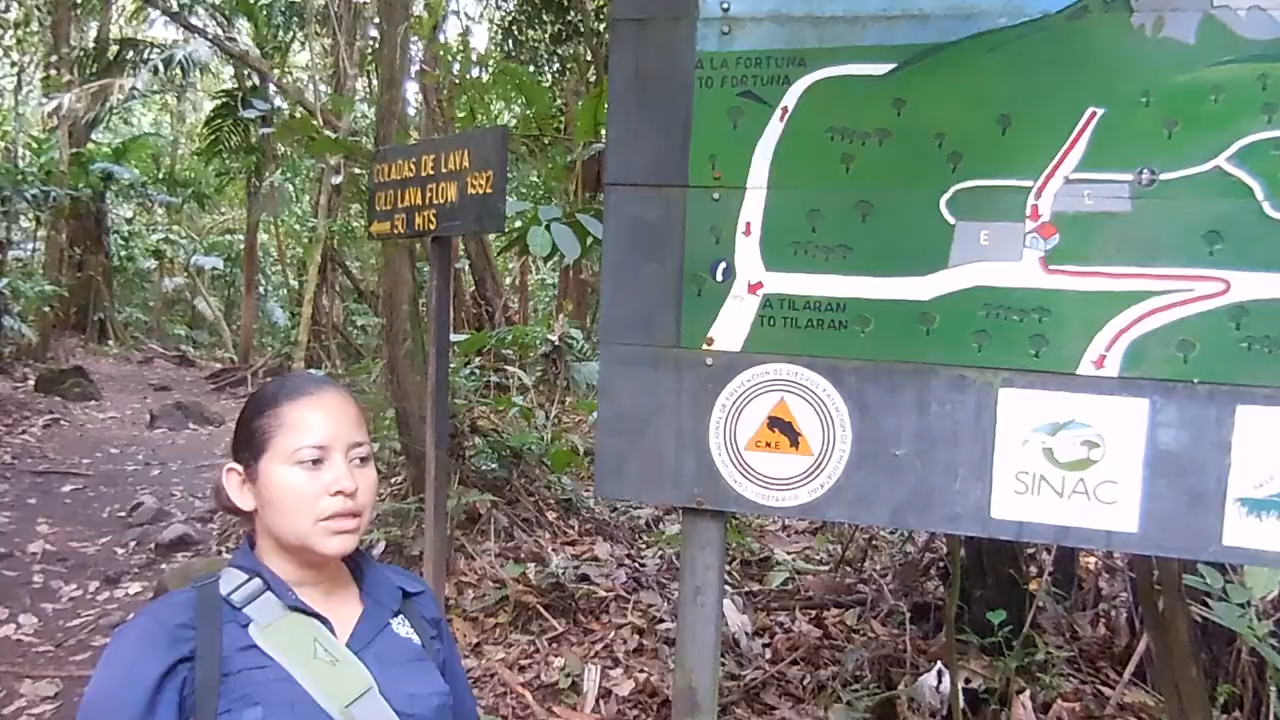 COLADAS DE LAVA
OLD LAVA FLOW 1992
50 MTS
A LA FORTUNA
TO FORTUNA
E
E
A TILARAN
TO TILARAN
C.N.E
SINAC